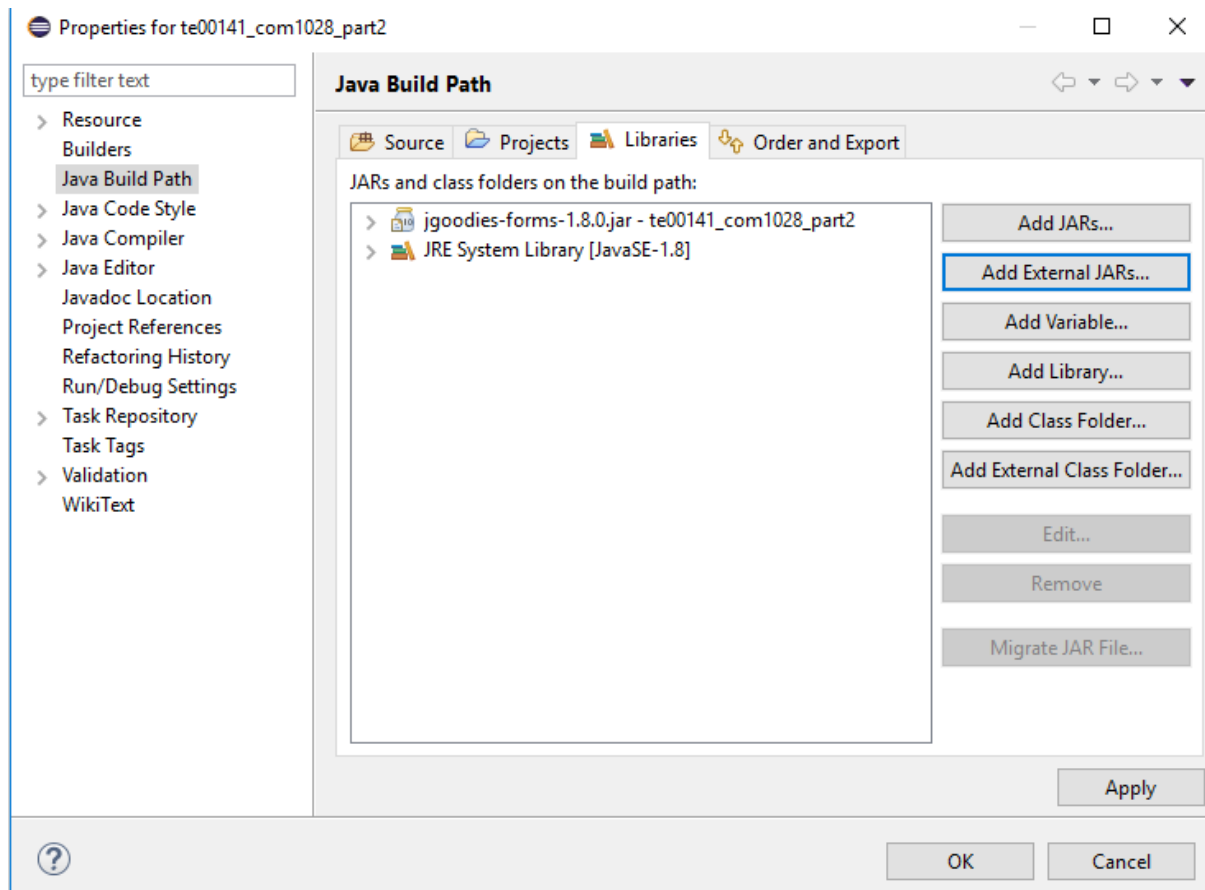 Properties for te00141_com1028_part2
type filter text
Resource
Builders
Java Build Path
Java Code Style
Java Compiler
Java Editor
Javadoc Location
Project References
Refactoring History
Run/Debug Settings
Task Repository
Task Tags
Validation
WikiText
Java Build Path
Source Projects Libraries Order and Export
JARs and class folders on the build path:
jgoodies-forms-1.8.0.jar - te00141_com1028_part2
JRE System Library [JavaSE-1.8]
Add JARs...
Add External JARs...
Add Variable...
Add Library...
Add Class Folder...
Add External Class Folder...
Edit...
Remove
Migrate JAR File...
Apply
OK Cancel